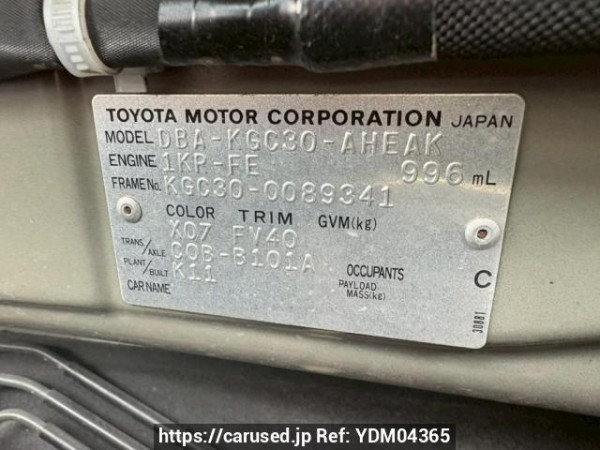 TOYOTA MOTOR CORPORATION JAPAN
MODEL DBA-KGC30-AHEAK
ENGINE 1KR-FE 996 mL
FRAME No. KGC30-0089341
COLOR TRIM GVM(kg)
X07 FY40
TRANS/AXLE C0B-B101A
PLANT/BUILT K11 OCCUPANTS
CAR NAME PAYLOAD MASS(kg)
C
30881
https://carused.jp Ref: YDM04365